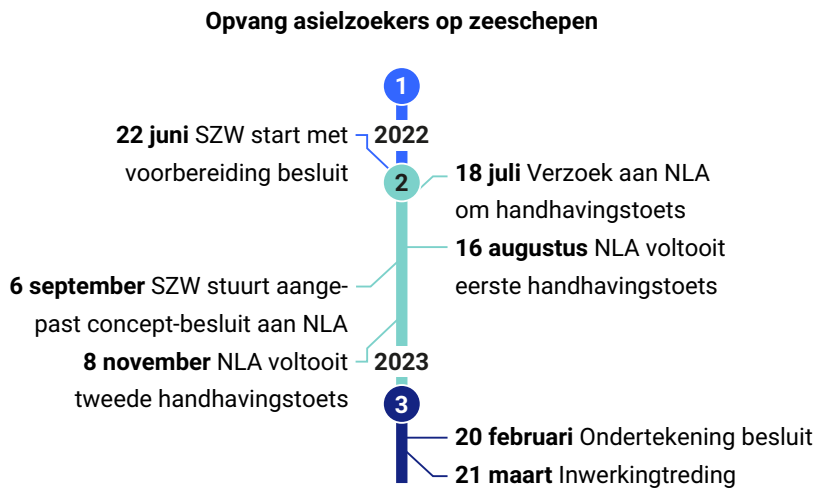 Opvang asielzoekers op zeeschepen
1
2022
22 juni SZW start met
voorbereiding besluit
2
18 juli Verzoek aan NLA
om handhavingstoets
16 augustus NLA voltooit
eerste handhavingstoets
6 september SZW stuurt aange-
past concept-besluit aan NLA
8 november NLA voltooit
tweede handhavingstoets
2023
3
20 februari Ondertekening besluit
21 maart Inwerkingtreding